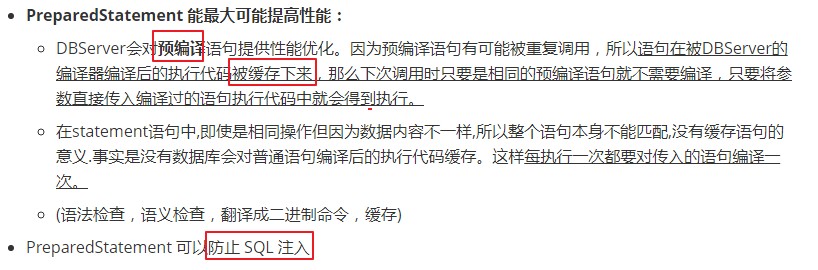 PreparedStatement 能最大可能提高性能：
DBServer会对预编译语句提供性能优化。因为预编译语句有可能被重复调用，所以语句在被DBServer的
编译器编译后的执行代码被缓存下来，那么下次调用时只要是相同的预编译语句就不需要编译，只要将参
数直接传入编译过的语句执行代码中就会得到执行。
在statement语句中,即使是相同操作但因为数据内容不一样,所以整个语句本身不能匹配,没有缓存语句的
意义.事实是没有数据库会对普通语句编译后的执行代码缓存。这样每执行一次都要对传入的语句编译一
次。
(语法检查，语义检查，翻译成二进制命令，缓存)
PreparedStatement 可以防止 SQL 注入